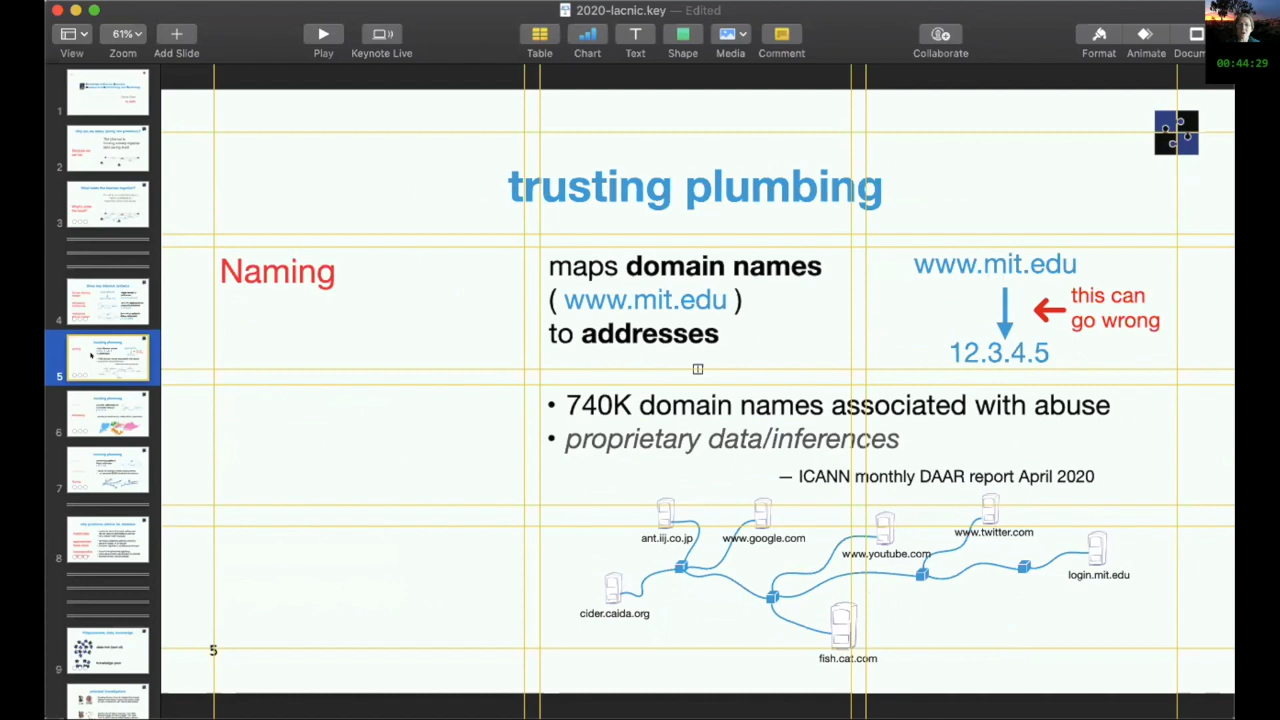 2020-lacnic.key — Edited
61%
View
Zoom
Add Slide
Play
Keynote Live
Table
Chart
Text
Shape
Media
Comment
Collaborate
Format
Animate
Docum
00:44:29
1
2
3
4
5
6
7
8
9
trusting plumbing
Naming
maps domain names
( www.mit.edu )
to addresses
www.mit.edu
this can
go wrong
12.3.4.5
• 740K domain names associated with abuse
• proprietary data/inferences
— ICANN monthly DAAR report April 2020
ant.iij.co.jp
www.google.com
www.youtube.com
www.twitter.com
login.mit.edu
cider.caida.org
fish.cat.com
5